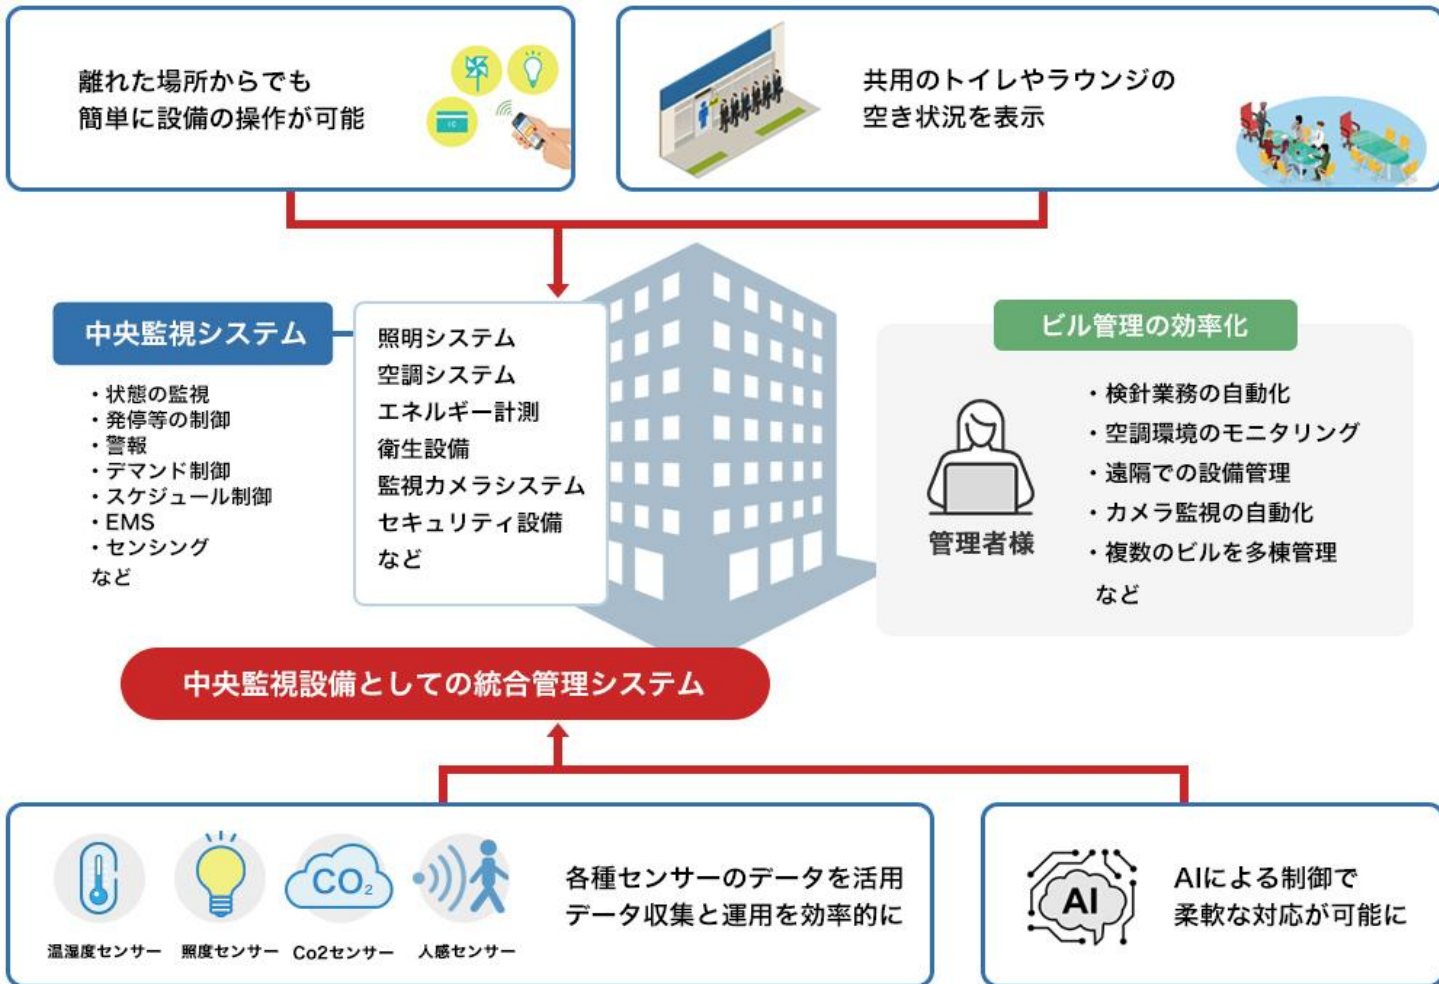 離れた場所からでも
簡単に設備の操作が可能
IC
共用のトイレやラウンジの
空き状況を表示
中央監視システム
・状態の監視
・発停等の制御
・警報
・デマンド制御
・スケジュール制御
・EMS
・センシング
など
照明システム
空調システム
エネルギー計測
衛生設備
監視カメラシステム
セキュリティ設備
など
ビル管理の効率化
管理者様
・検針業務の自動化
・空調環境のモニタリング
・遠隔での設備管理
・カメラ監視の自動化
・複数のビルを多棟管理
など
中央監視設備としての統合管理システム
CO₂
温湿度センサー
照度センサー
Co2センサー
人感センサー
各種センサーのデータを活用
データ収集と運用を効率的に
AI
AIによる制御で
柔軟な対応が可能に